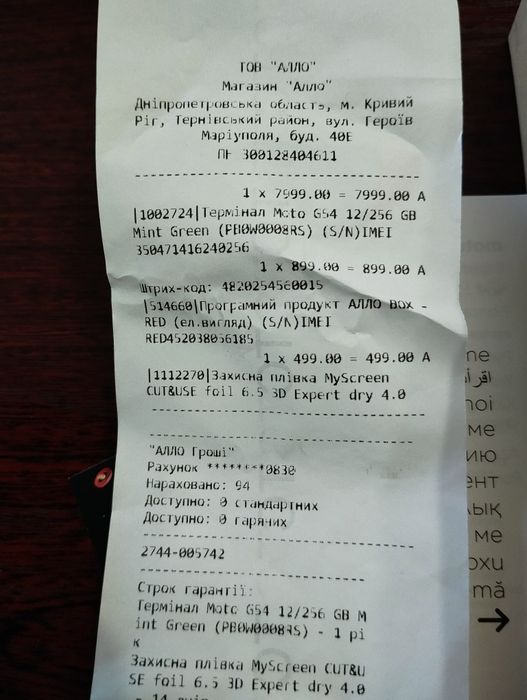 ТОВ "АЛЛО"
Магазин "Алло"
Дніпропетровська область, м. Кривий
Ріг, Тернівський район, вул. Героїв
Маріуполя, буд. 40Е
ПН 300128404611
1 x 7999.00 = 7999.00 А
|1002724|Термінал Moto G54 12/256 GB
Mint Green (PB0W0008RS) (S/N)IMEI
350471416240256
1 x 899.00 = 899.00 А
Штрих-код: 4820254560015
|514660|Програмний продукт АЛЛО BOX -
RED (ел.вигляд) (S/N)IMEI
RED452038056185
1 x 499.00 = 499.00 А
|1112270|Захисна плівка MyScreen
CUT&USE foil 6.5 3D Expert dry 4.0
"АЛЛО Гроші"
Рахунок ********0830
Нараховано: 94
Доступно: 0 стандартних
Доступно: 0 гарячих
2744-005742
Строк гарантії:
Термінал Moto G54 12/256 GB M
int Green (PB0W0008RS) - 1 рі
к
Захисна плівка MyScreen CUT&U
SE foil 6.5 3D Expert dry 4.0
- 14 днів